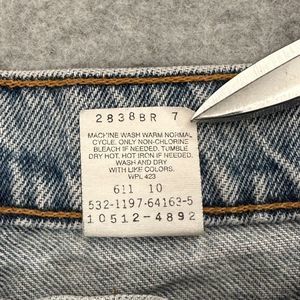 2838BR 7
MACHINE WASH WARM NORMAL
CYCLE. ONLY NON-CHLORINE
BLEACH IF NEEDED. TUMBLE
DRY HOT. HOT IRON IF NEEDED.
WASH AND DRY
WITH LIKE COLORS.
WPL 423
611 10
532-1197-64163-5
10512-4892